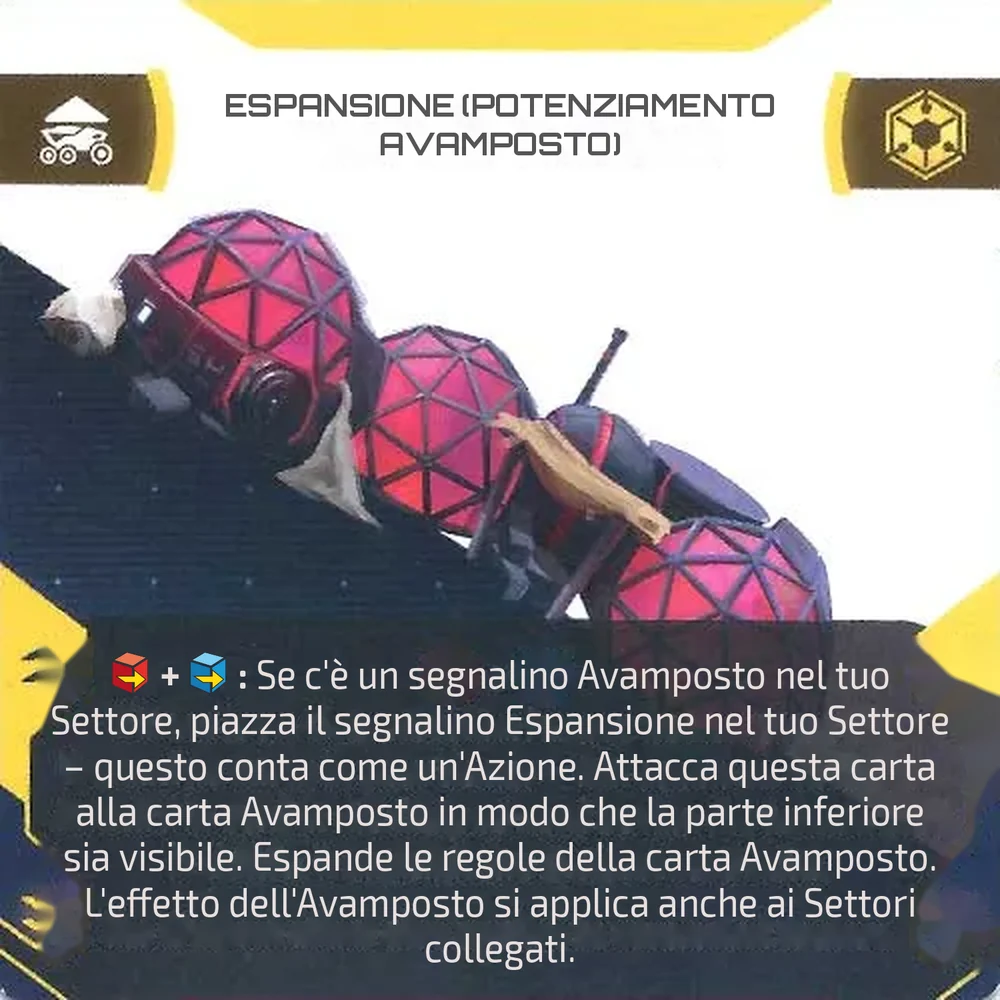 ESPANSIONE (POTENZIAMENTO
AVAMPOSTO)
+ : Se c'è un segnalino Avamposto nel tuo
Settore, piazza il segnalino Espansione nel tuo Settore
– questo conta come un'Azione. Attacca questa carta
alla carta Avamposto in modo che la parte inferiore
sia visibile. Espande le regole della carta Avamposto.
L'effetto dell'Avamposto si applica anche ai Settori
collegati.